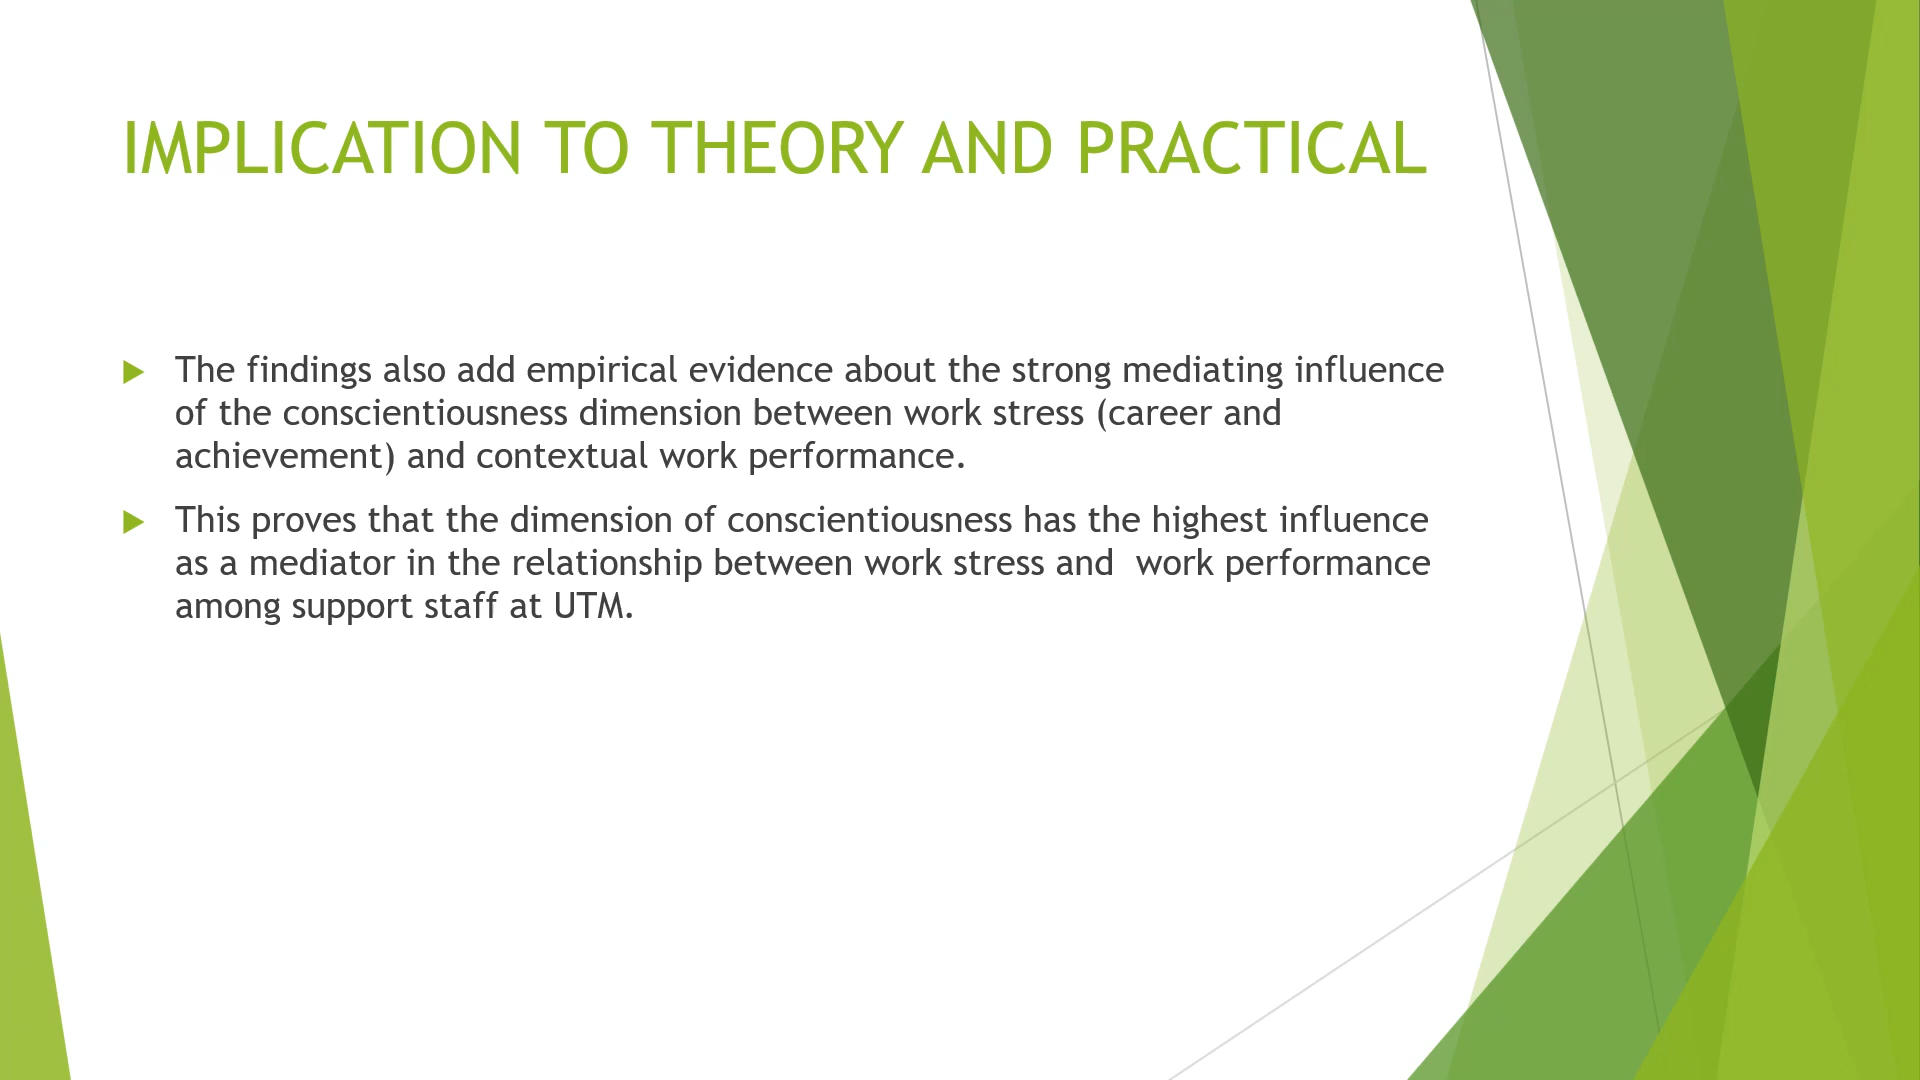 IMPLICATION TO THEORY AND PRACTICAL
The findings also add empirical evidence about the strong mediating influence
of the conscientiousness dimension between work stress (career and
achievement) and contextual work performance.
This proves that the dimension of conscientiousness has the highest influence
as a mediator in the relationship between work stress and  work performance
among support staff at UTM.